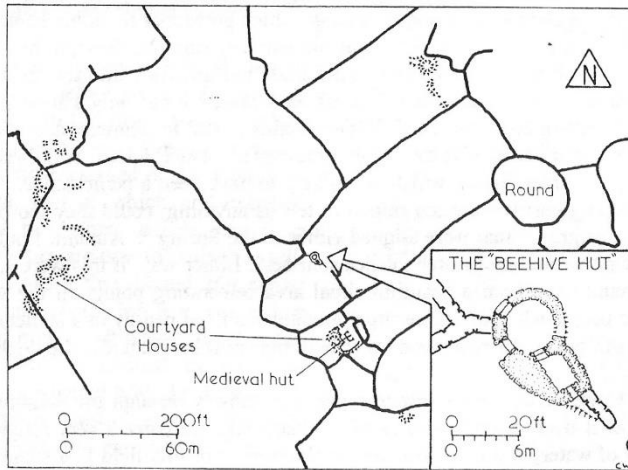 N
Round
THE "BEEHIVE HUT"
Courtyard
Houses
Medieval hut
0 200ft
0 60m
0 20ft
0 6m